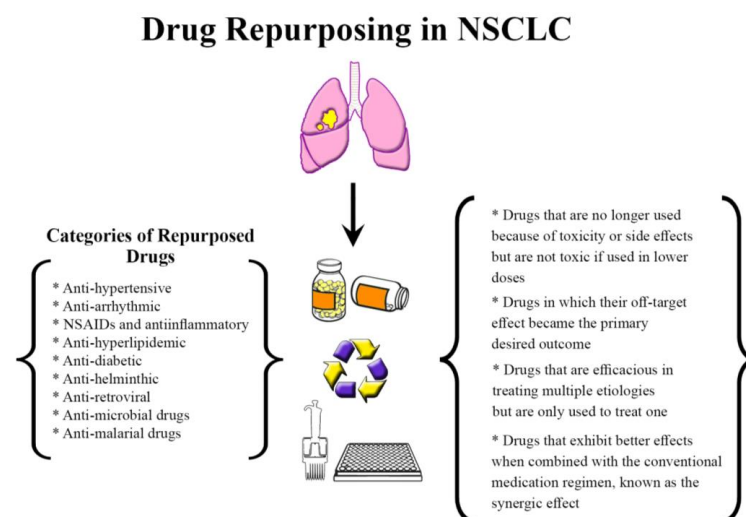 Drug Repurposing in NSCLC
Categories of Repurposed
Drugs
* Anti-hypertensive
* Anti-arrhythmic
* NSAIDs and antiinflammatory
* Anti-hyperlipidemic
* Anti-diabetic
* Anti-helminthic
* Anti-retroviral
* Anti-microbial drugs
* Anti-malarial drugs
* Drugs that are no longer used
because of toxicity or side effects
but are not toxic if used in lower
doses
* Drugs in which their off-target
effect became the primary
desired outcome
* Drugs that are efficacious in
treating multiple etiologies
but are only used to treat one
* Drugs that exhibit better effects
when combined with the conventional
medication regimen, known as the
synergic effect